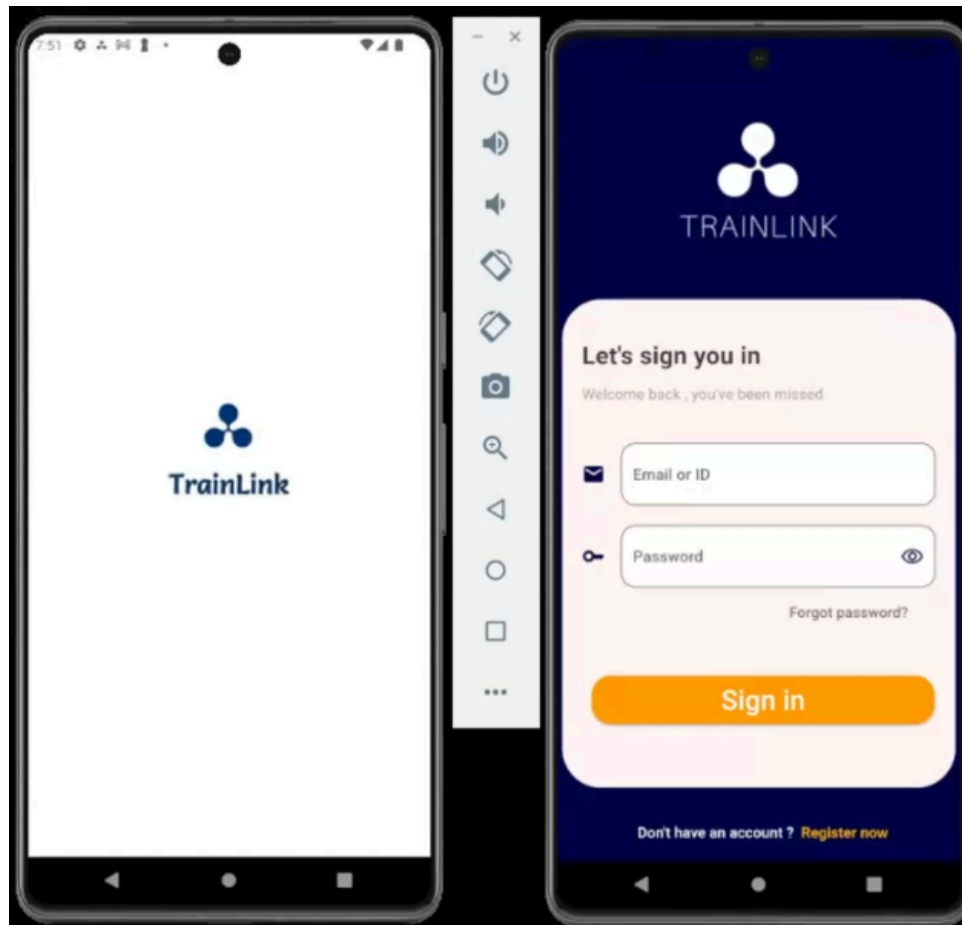 7:51
TrainLink
TRAINLINK
Let's sign you in
Welcome back , you've been missed
Email or ID
Password
Forgot password?
Sign in
Don't have an account ? Register now